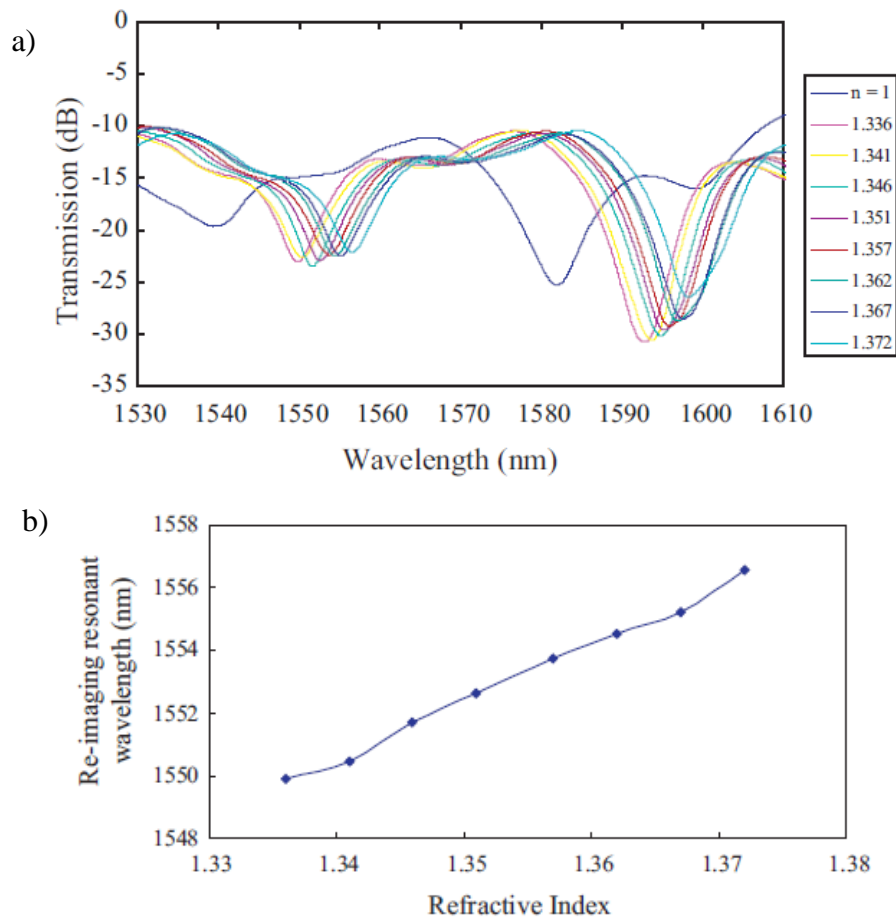 a)
0
-5
-10
-15
-20
-25
-30
-35
Transmission (dB)
1530 1540 1550 1560 1570 1580 1590 1600 1610
Wavelength (nm)
n = 1
1.336
1.341
1.346
1.351
1.357
1.362
1.367
1.372
b)
1558
1556
1554
1552
1550
1548
Re-imaging resonant
wavelength (nm)
1.33 1.34 1.35 1.36 1.37 1.38
Refractive Index